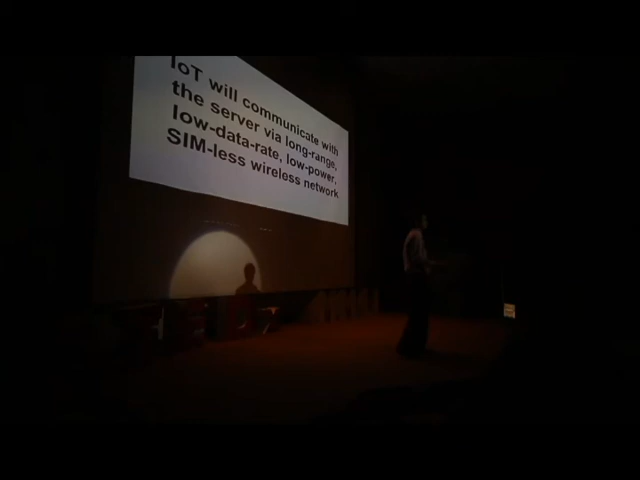 IoT will communicate with
the server via long-range,
low-data-rate, low-power,
SIM-less wireless network